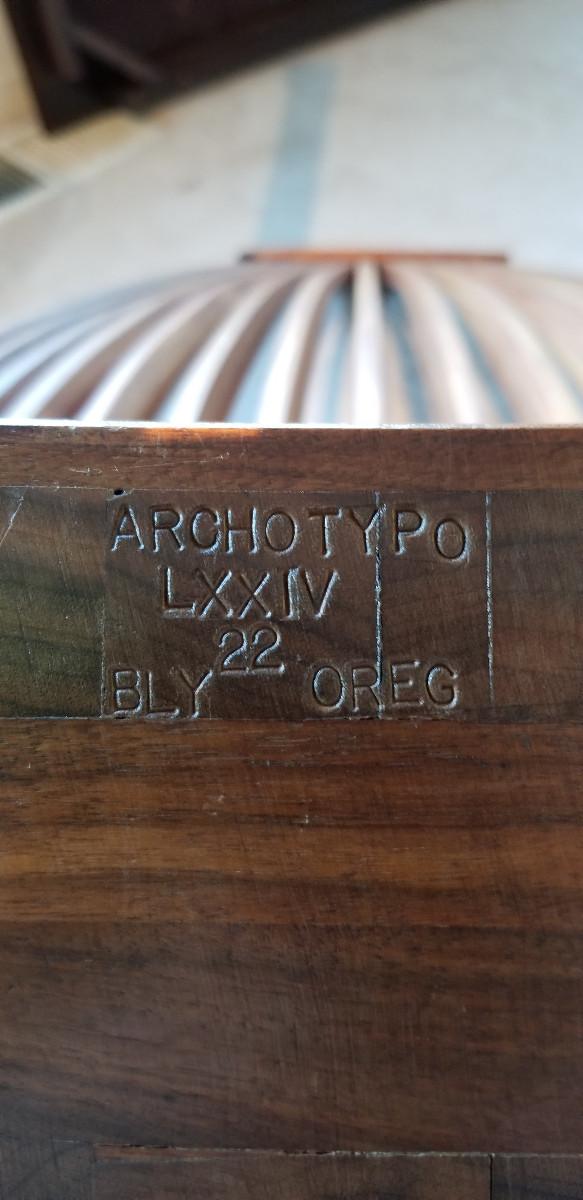 ARCHOTYPO
LXXIV
22
BLY OREG